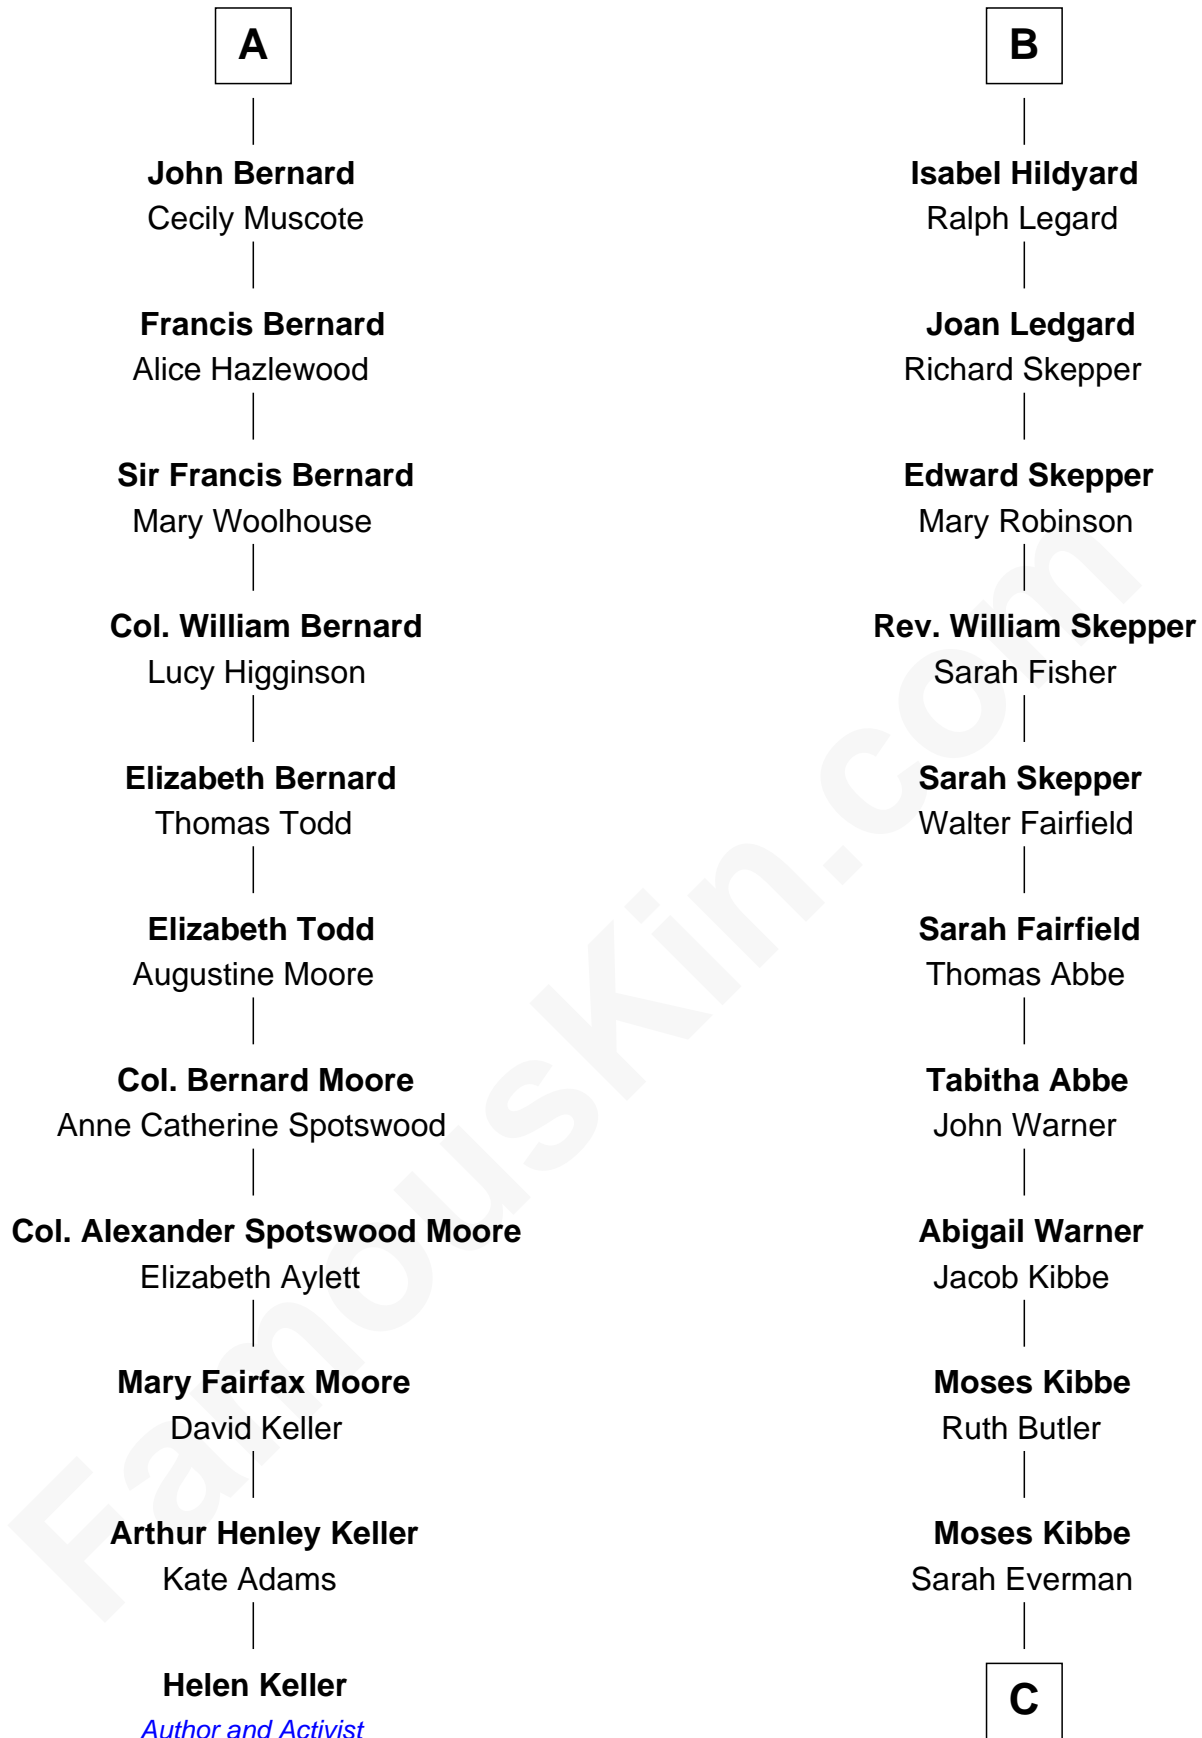 A
John Bernard
Cecily Muscote
Francis Bernard
Alice Hazlewood
Sir Francis Bernard
Mary Woolhouse
Col. William Bernard
Lucy Higginson
Elizabeth Bernard
Thomas Todd
Elizabeth Todd
Augustine Moore
Col. Bernard Moore
Anne Catherine Spotswood
Col. Alexander Spotswood Moore
Elizabeth Aylett
Mary Fairfax Moore
David Keller
Arthur Henley Keller
Kate Adams
Helen Keller
Author and Activist
B
Isabel Hildyard
Ralph Legard
Joan Ledgard
Richard Skepper
Edward Skepper
Mary Robinson
Rev. William Skepper
Sarah Fisher
Sarah Skepper
Walter Fairfield
Sarah Fairfield
Thomas Abbe
Tabitha Abbe
John Warner
Abigail Warner
Jacob Kibbe
Moses Kibbe
Ruth Butler
Moses Kibbe
Sarah Everman
C
FamousKin.com